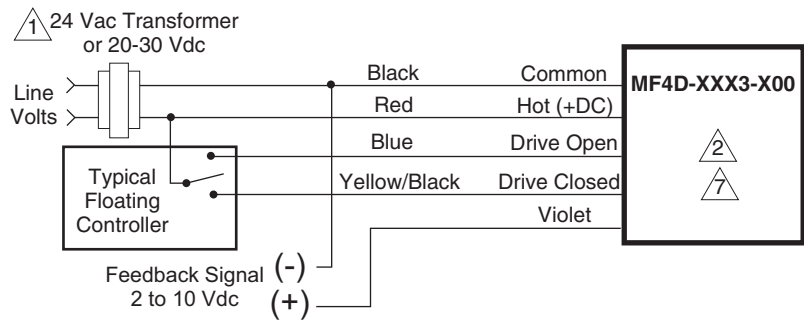 1
24 Vac Transformer
or 20-30 Vdc
Line
Volts
Black
Common
Red
Hot (+DC)
Blue
Drive Open
Yellow/Black
Drive Closed
Violet
MF4D-XXX3-X00
2
7
Typical
Floating
Controller
Feedback Signal
2 to 10 Vdc
(-)
(+)